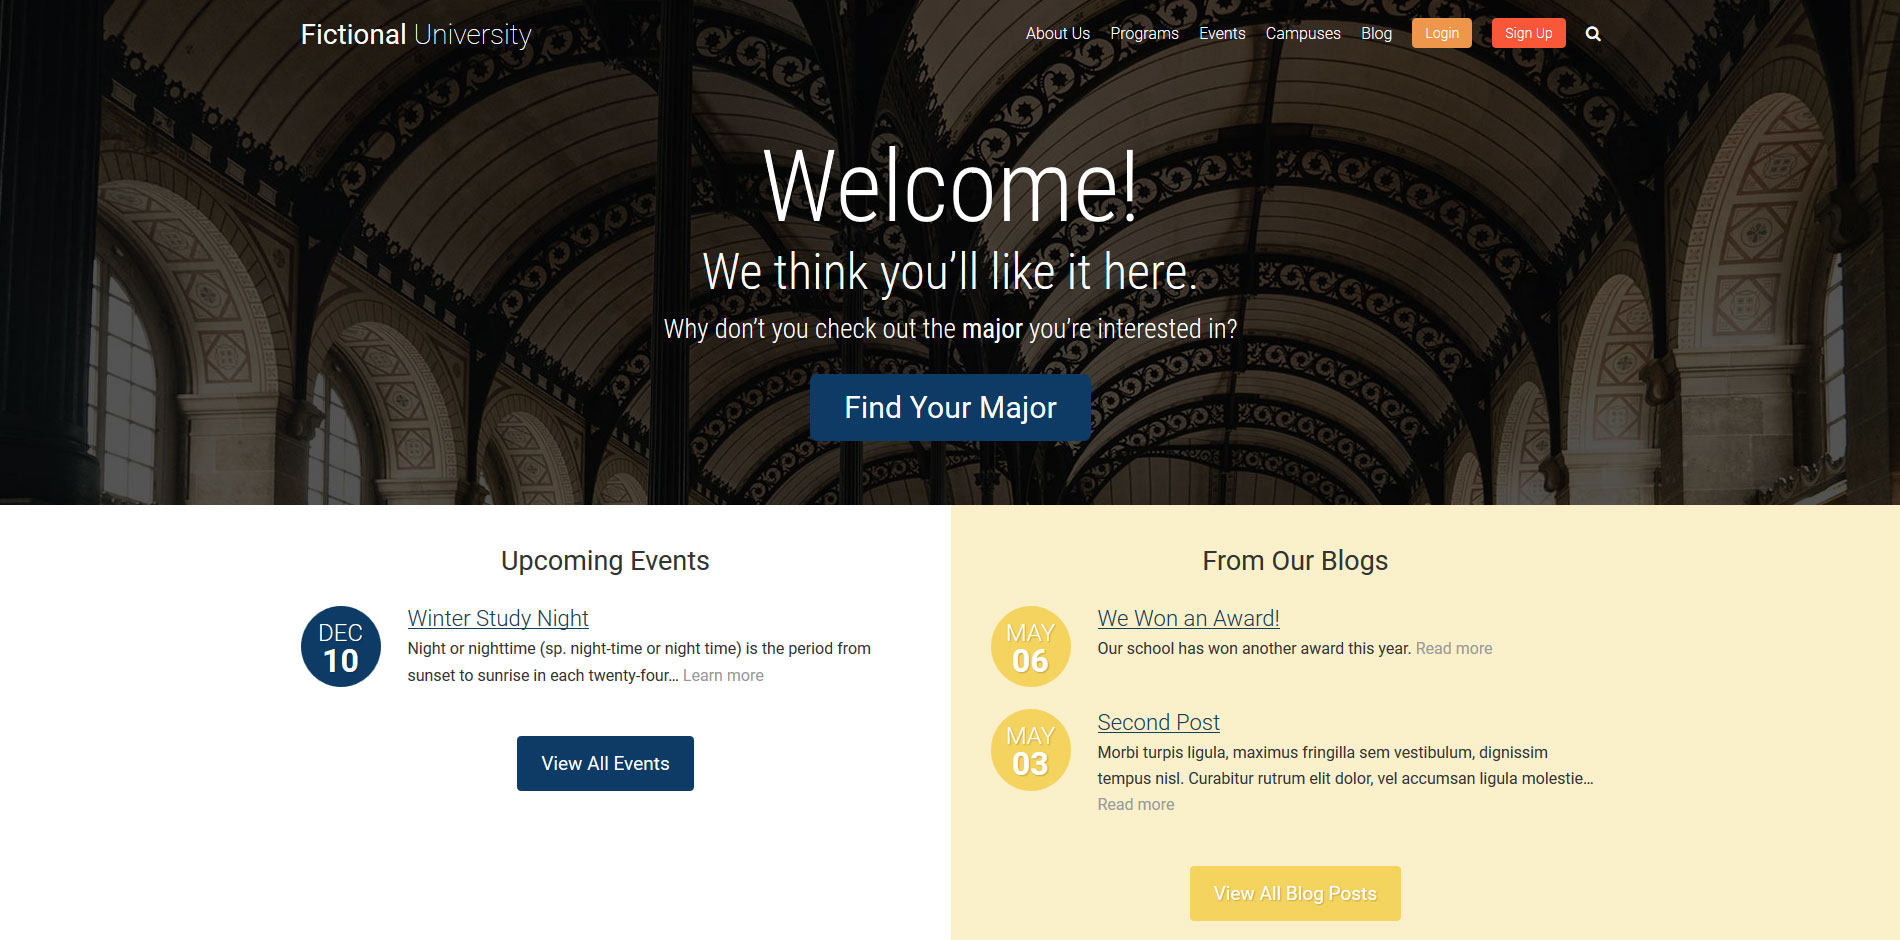 Fictional University
About Us Programs Events Campuses Blog Login Sign Up
Welcome!
We think you’ll like it here.
Why don’t you check out the major you’re interested in?
Find Your Major
Upcoming Events
DEC
10
Winter Study Night
Night or nighttime (sp. night-time or night time) is the period from
sunset to sunrise in each twenty-four… Learn more
View All Events
From Our Blogs
MAY
06
We Won an Award!
Our school has won another award this year. Read more
MAY
03
Second Post
Morbi turpis ligula, maximus fringilla sem vestibulum, dignissim
tempus nisl. Curabitur rutrum elit dolor, vel accumsan ligula molestie…
Read more
View All Blog Posts